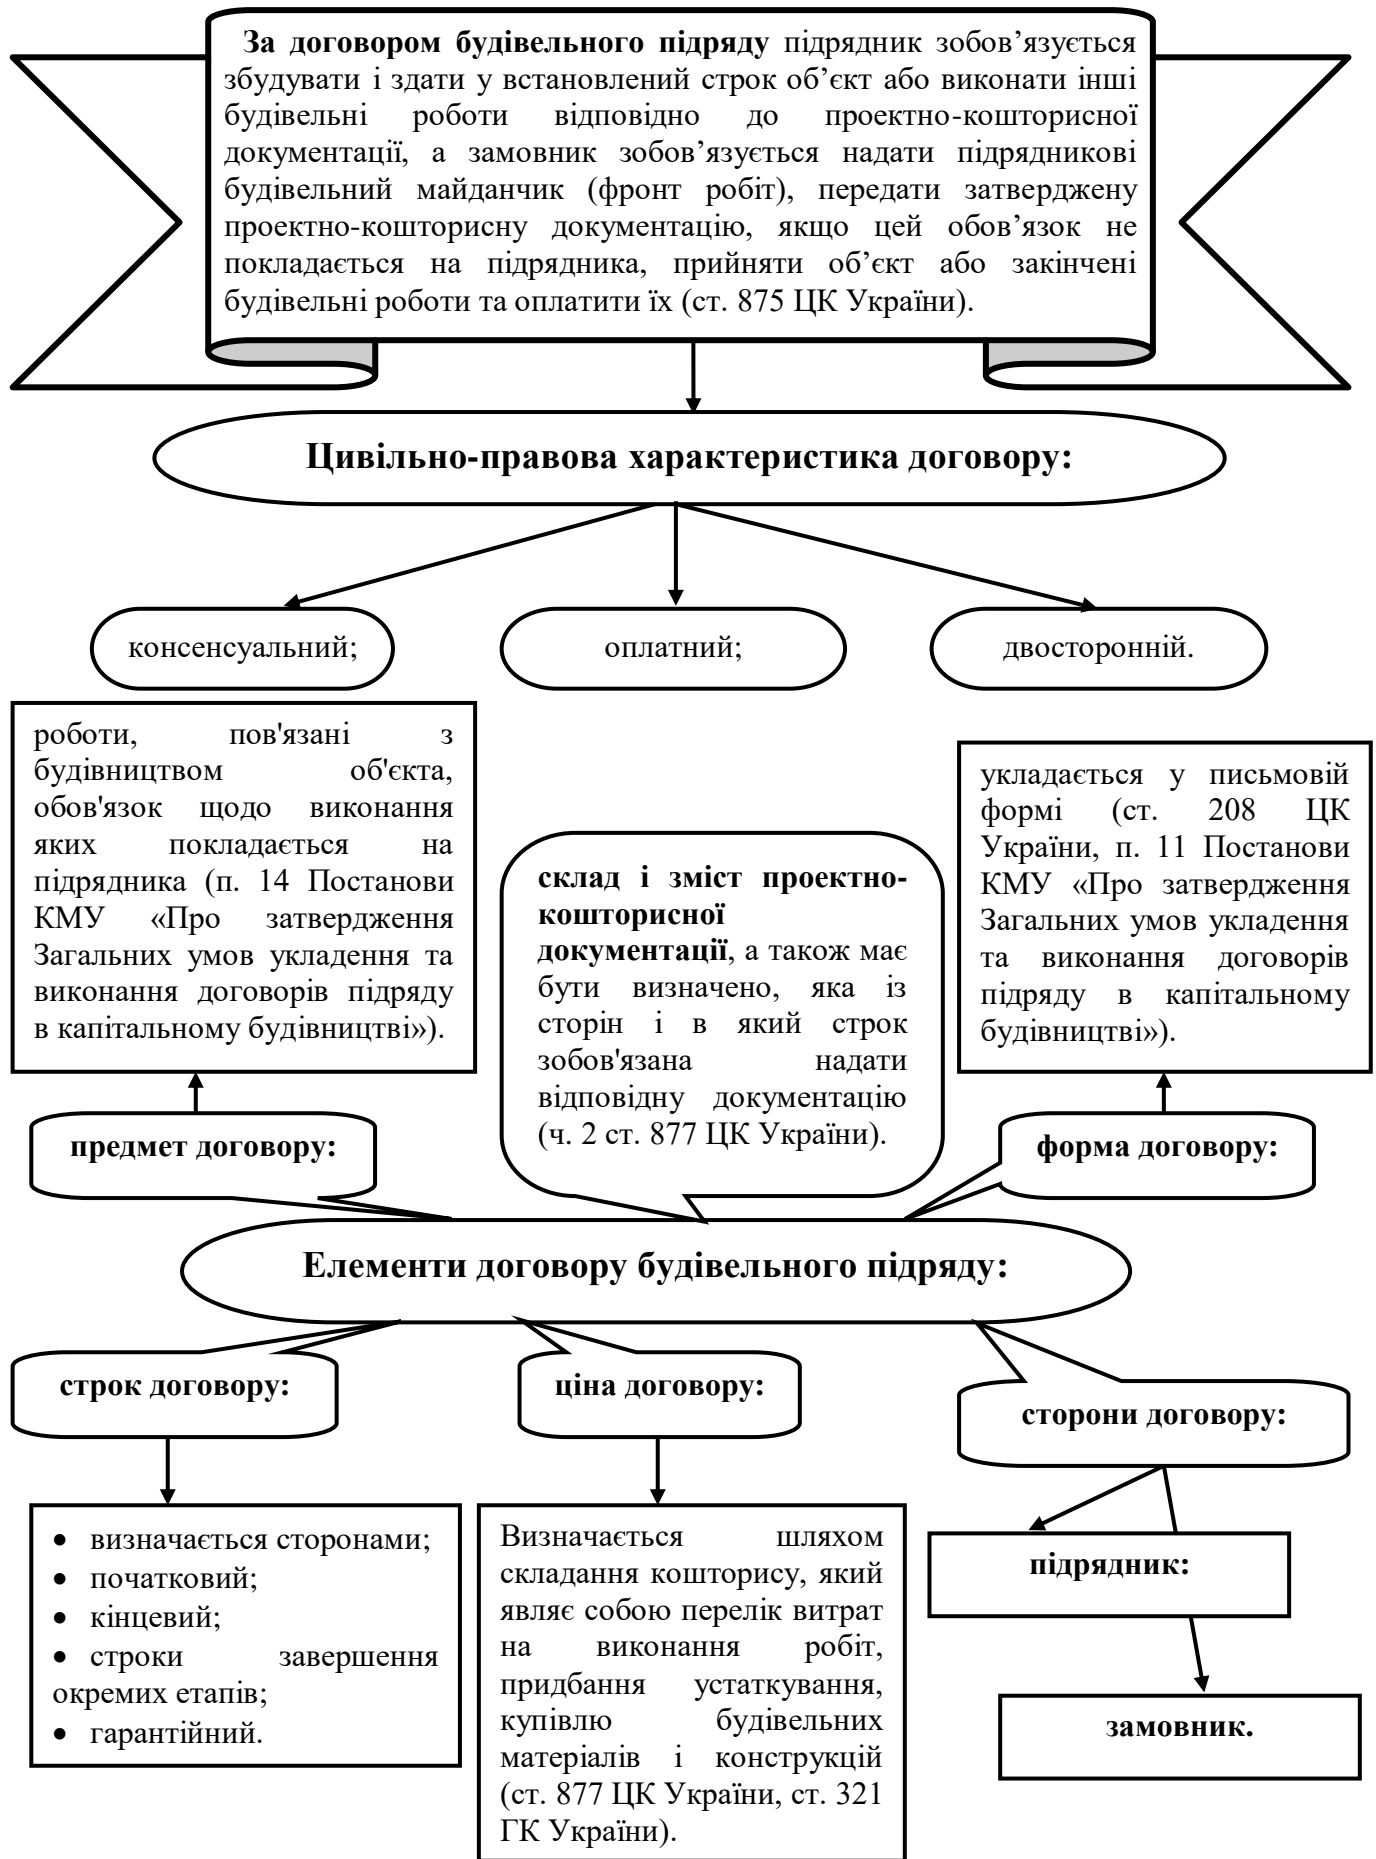 За договором будівельного підряду підрядник зобов’язується
збудувати і здати у встановлений строк об’єкт або виконати інші
будівельні роботи відповідно до проектно-кошторисної
документації, а замовник зобов’язується надати підрядникові
будівельний майданчик (фронт робіт), передати затверджену
проектно-кошторисну документацію, якщо цей обов’язок не
покладається на підрядника, прийняти об’єкт або закінчені
будівельні роботи та оплатити їх (ст. 875 ЦК України).
Цивільно-правова характеристика договору:
консенсуальний;
оплатний;
двосторонній.
роботи, пов'язані з
будівництвом об'єкта,
обов'язок щодо виконання
яких покладається на
підрядника (п. 14 Постанови
КМУ «Про затвердження
Загальних умов укладення та
виконання договорів підряду
в капітальному будівництві»).
склад і зміст проектно-
кошторисної
документації, а також має
бути визначено, яка із
сторін і в який строк
зобов'язана надати
відповідну документацію
(ч. 2 ст. 877 ЦК України).
укладається у письмовій
формі (ст. 208 ЦК
України, п. 11 Постанови
КМУ «Про затвердження
Загальних умов укладення
та виконання договорів
підряду в капітальному
будівництві»).
предмет договору:
форма договору:
Елементи договору будівельного підряду:
строк договору:
ціна договору:
сторони договору:
• визначається сторонами;
• початковий;
• кінцевий;
• строки завершення
окремих етапів;
• гарантійний.
Визначається шляхом
складання кошторису, який
являє собою перелік витрат
на виконання робіт,
придбання устаткування,
купівлю будівельних
матеріалів і конструкцій
(ст. 877 ЦК України, ст. 321
ГК України).
підрядник:
замовник.